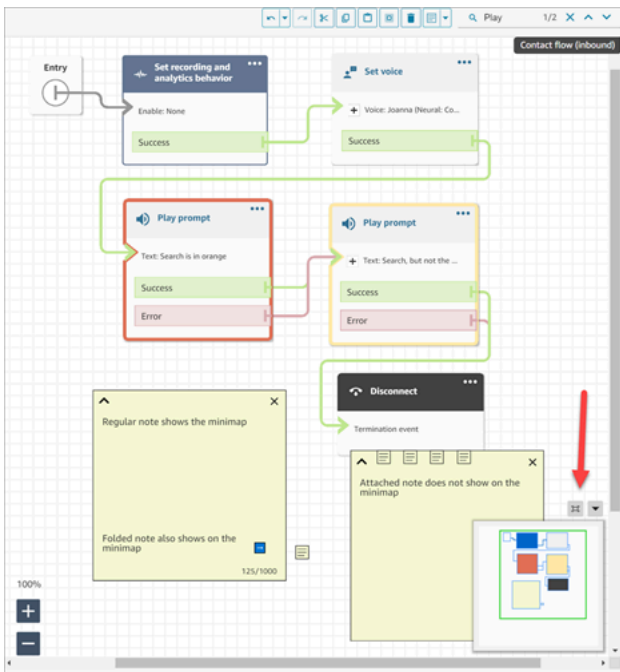 Play
1/2
Contact flow (inbound)
Entry
Set recording and
analytics behavior
Enable: None
Success
Set voice
Voice: Joanna (Neural: Co...
Success
Play prompt
Text: Search is in orange
Success
Error
Play prompt
Text: Search, but not the ...
Success
Error
Disconnect
Termination event
Regular note shows the minimap
Folded note also shows on the
minimap
125/1000
Attached note does not show on the
minimap
100%